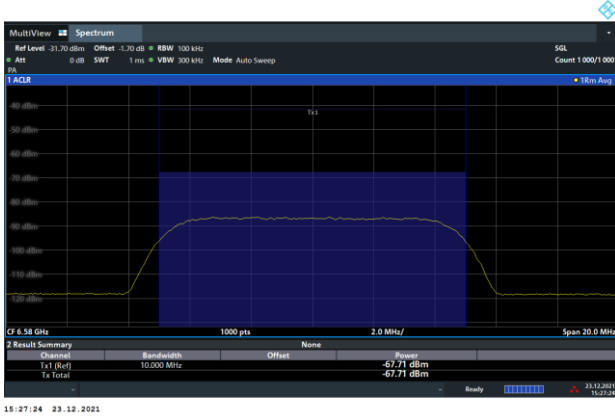 MultiView Spectrum
Ref Level -31.70 dBm Offset -1.70 dB RBW 100 kHz SGL
Att 0 dB SWT 1 ms VBW 300 kHz Mode Auto Sweep Count 1000/1000
PA
1 ACLR 1Rm Avg
Tx1
-40 dBm
-50 dBm
-60 dBm
-70 dBm
-80 dBm
-90 dBm
-100 dBm
-110 dBm
-120 dBm
CF 6.58 GHz 1000 pts 2.0 MHz/ Span 20.0 MHz
2 Result Summary None
Channel Bandwidth Offset Power
Tx1 (Ref) 10.000 MHz -67.71 dBm
Tx Total -67.71 dBm
Ready 23.12.2021
15:27:24
15:27:24 23.12.2021